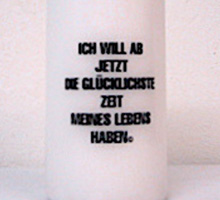 ICH WILL AB
JETZT
DIE GLÜCKLICHSTE
ZEIT
MEINES LEBENS
HABEN©